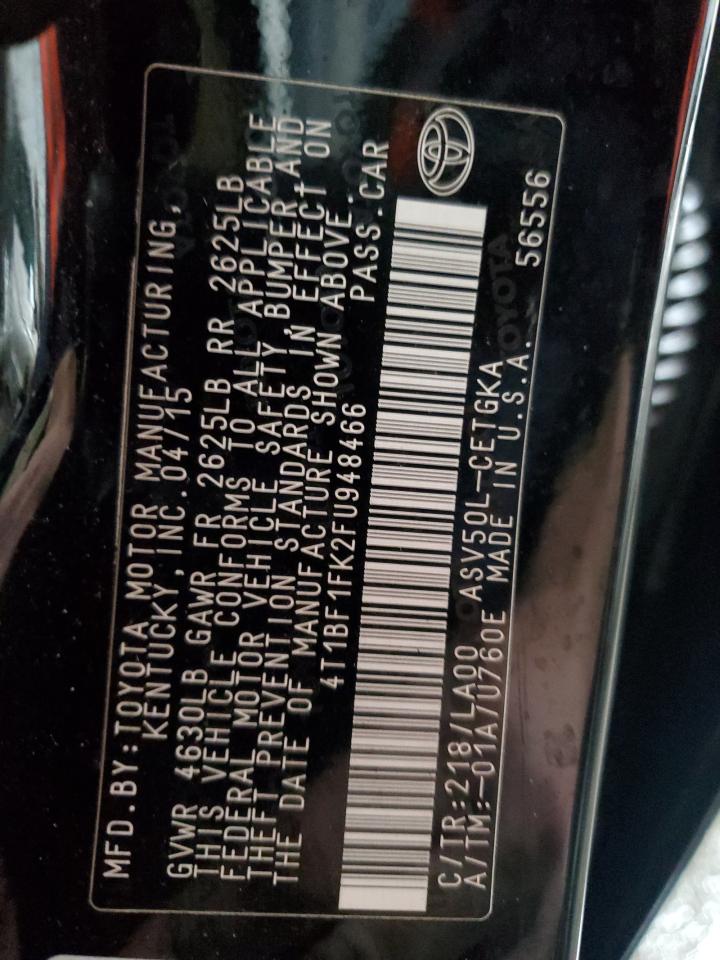 MFD.BY:TOYOTA MOTOR MANUFACTURING,
KENTUCKY,INC.04/15
GVWR 4630LB GAWR FR 2625LB RR 2625LB
THIS VEHICLE CONFORMS TO ALL APPLICABLE
FEDERAL MOTOR VEHICLE SAFETY,BUMPER,AND
THEFT PREVENTION STANDARDS IN EFFECT ON
THE DATE OF MANUFACTURE SHOWN ABOVE.
4T1BF1FK2FU948466 PASS.CAR
C/TR:218/LA00 ASV50L-CETGKA
A/TM:-01A/U760E MADE IN U.S.A. 56556
TOYOTA